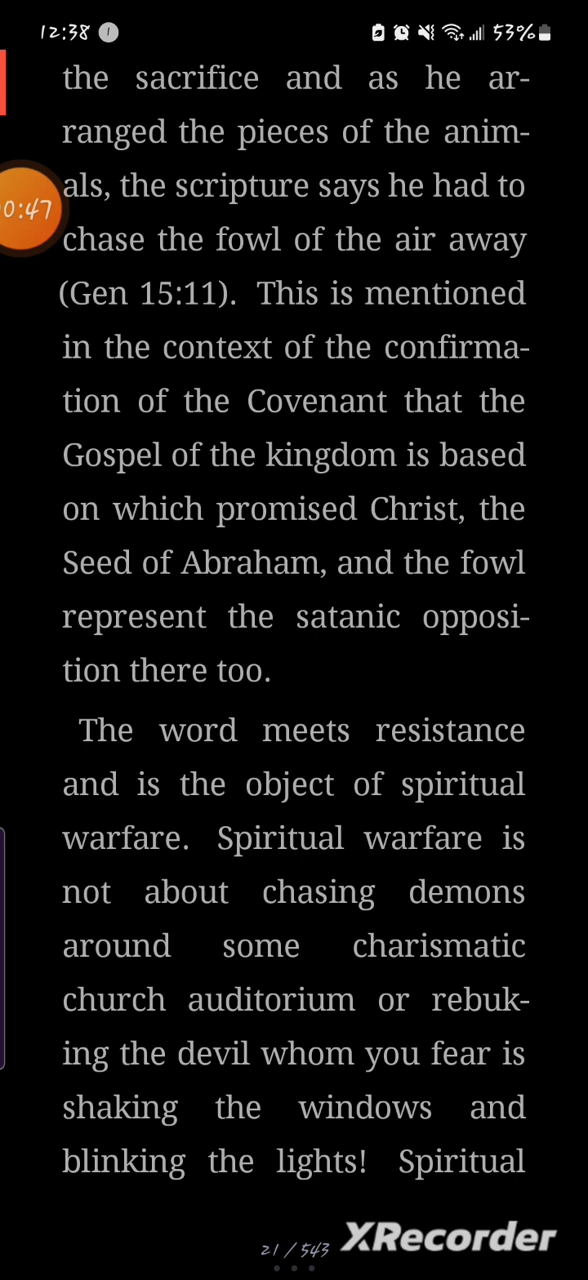 12:38
53%
the sacrifice and as he ar-
ranged the pieces of the anim-
als, the scripture says he had to
0:47
chase the fowl of the air away
(Gen 15:11). This is mentioned
in the context of the confirma-
tion of the Covenant that the
Gospel of the kingdom is based
on which promised Christ, the
Seed of Abraham, and the fowl
represent the satanic opposi-
tion there too.
The word meets resistance
and is the object of spiritual
warfare. Spiritual warfare is
not about chasing demons
around some charismatic
church auditorium or rebuk-
ing the devil whom you fear is
shaking the windows and
blinking the lights! Spiritual
21 / 543
XRecorder